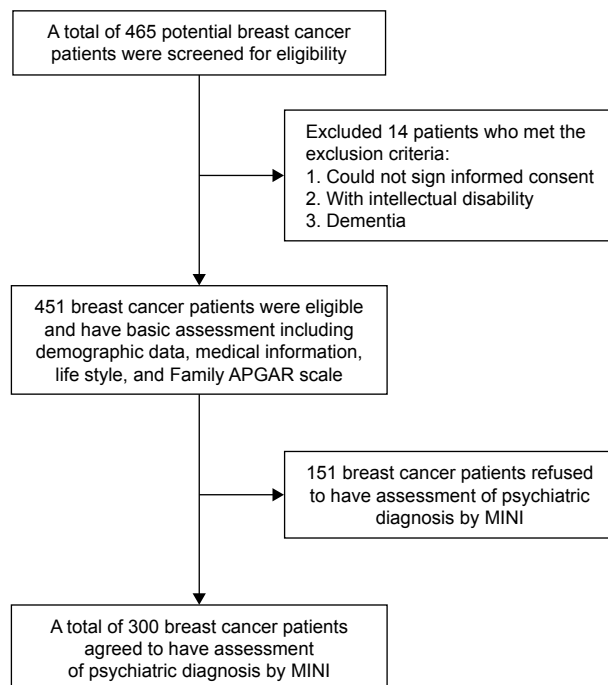 A total of 465 potential breast cancer
patients were screened for eligibility
Excluded 14 patients who met the
exclusion criteria:
1. Could not sign informed consent
2. With intellectual disability
3. Dementia
451 breast cancer patients were eligible
and have basic assessment including
demographic data, medical information,
life style, and Family APGAR scale
151 breast cancer patients refused
to have assessment of psychiatric
diagnosis by MINI
A total of 300 breast cancer patients
agreed to have assessment
of psychiatric diagnosis by MINI